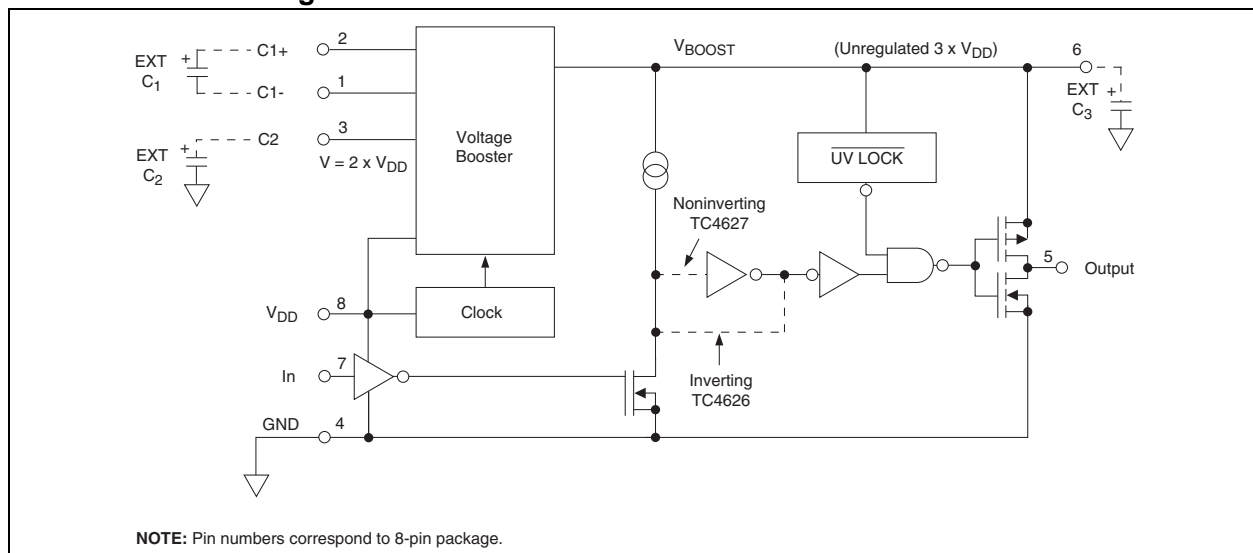 g
2
C1+
EXT +
C1
1
C1-
3
C2
EXT +
C2
V = 2 x VDD
Voltage
Booster
VBOOST
(Unregulated 3 x VDD)
6
EXT +
C3
UV LOCK
Noninverting
TC4627
5
Output
VDD
8
Clock
In
7
Inverting
TC4626
GND
4
NOTE: Pin numbers correspond to 8-pin package.